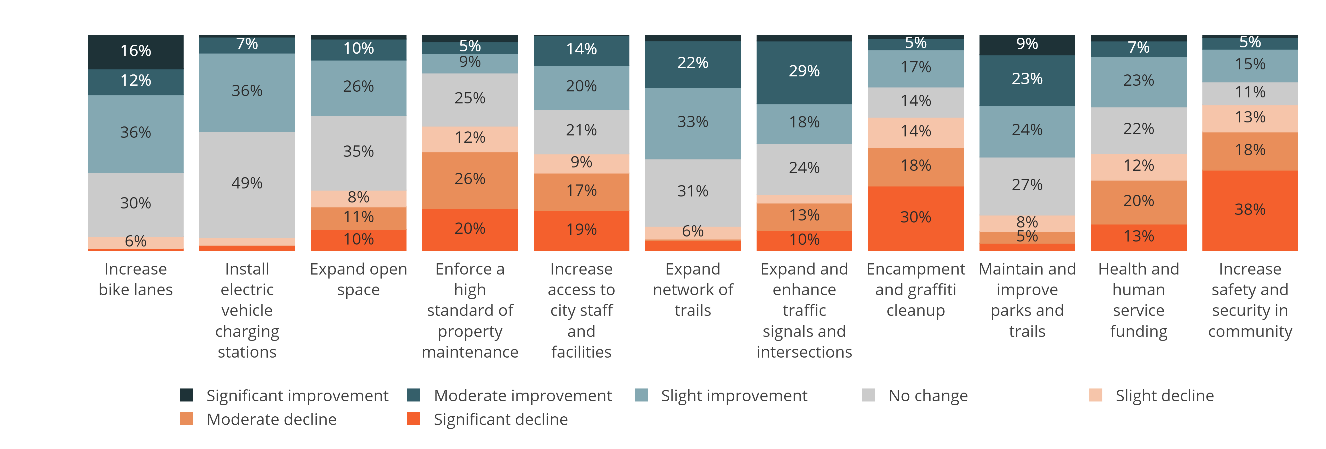 16%
12%
36%
30%
6%
7%
36%
49%
10%
26%
35%
8%
11%
10%
5%
9%
25%
12%
26%
20%
14%
20%
21%
9%
17%
19%
22%
33%
31%
6%
29%
18%
24%
13%
10%
5%
17%
14%
14%
18%
30%
9%
23%
24%
27%
8%
5%
7%
23%
22%
12%
20%
13%
5%
15%
11%
13%
18%
38%
Increase
bike lanes
Install
electric
vehicle
charging
stations
Expand open
space
Enforce a
high
standard of
property
maintenance
Increase
access to
city staff
and
facilities
Expand
network of
trails
Expand and
enhance
traffic
signals and
intersections
Encampment
and graffiti
cleanup
Maintain and
improve
parks and
trails
Health and
human
service
funding
Increase
safety and
security in
community
Significant improvement
Moderate improvement
Slight improvement
No change
Slight decline
Moderate decline
Significant decline